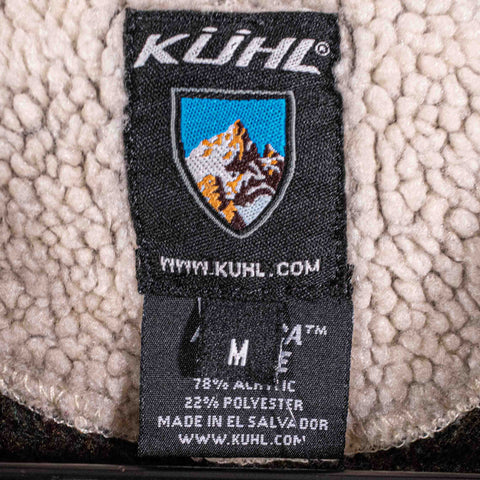 KÜHL®
WWW.KUHL.COM
M
78% ACRYLIC
22% POLYESTER
MADE IN EL SALVADOR
WWW.KUHL.COM